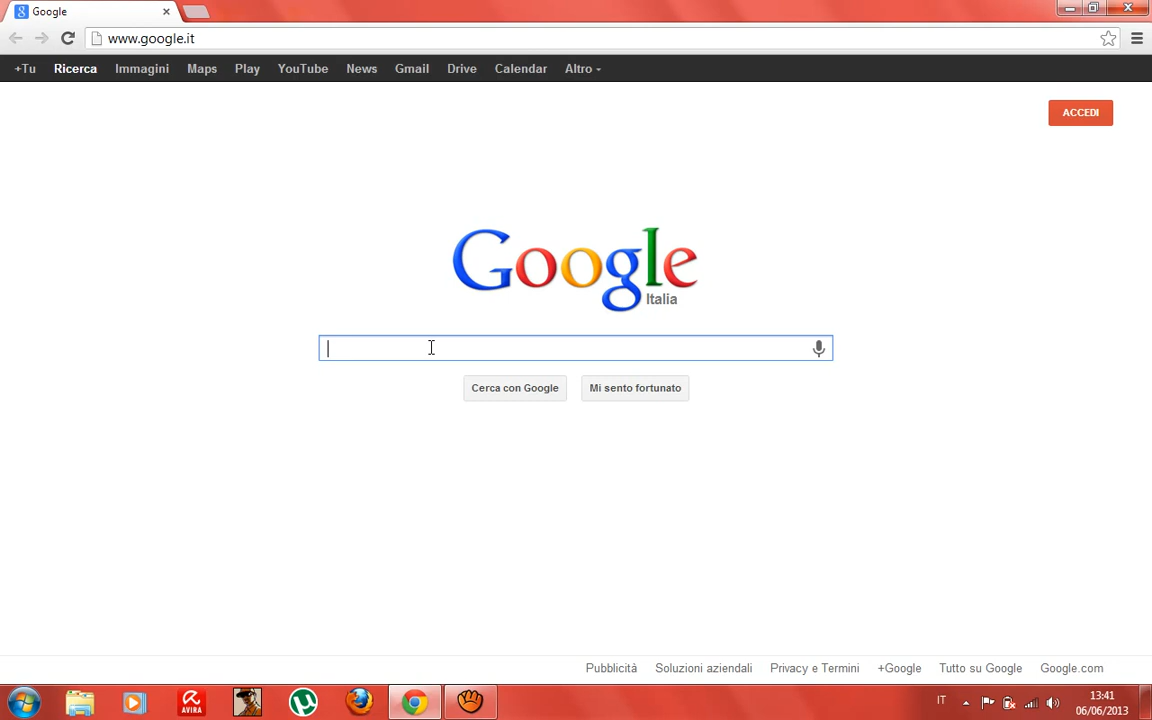 Google
www.google.it
+Tu Ricerca Immagini Maps Play YouTube News Gmail Drive Calendar Altro
ACCEDI
Google
Italia
Cerca con Google Mi sento fortunato
Pubblicità Soluzioni aziendali Privacy e Termini +Google Tutto su Google Google.com
AVIRA
IT
13:41
06/06/2013